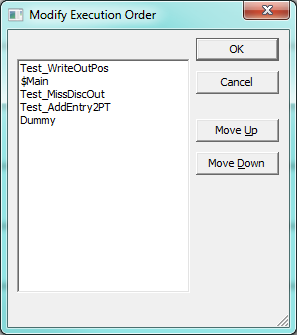 Modify Execution Order
Test_WriteOutPos
$Main
Test_MissDiscOut
Test_AddEntry2PT
Dummy
OK
Cancel
Move Up
Move Down